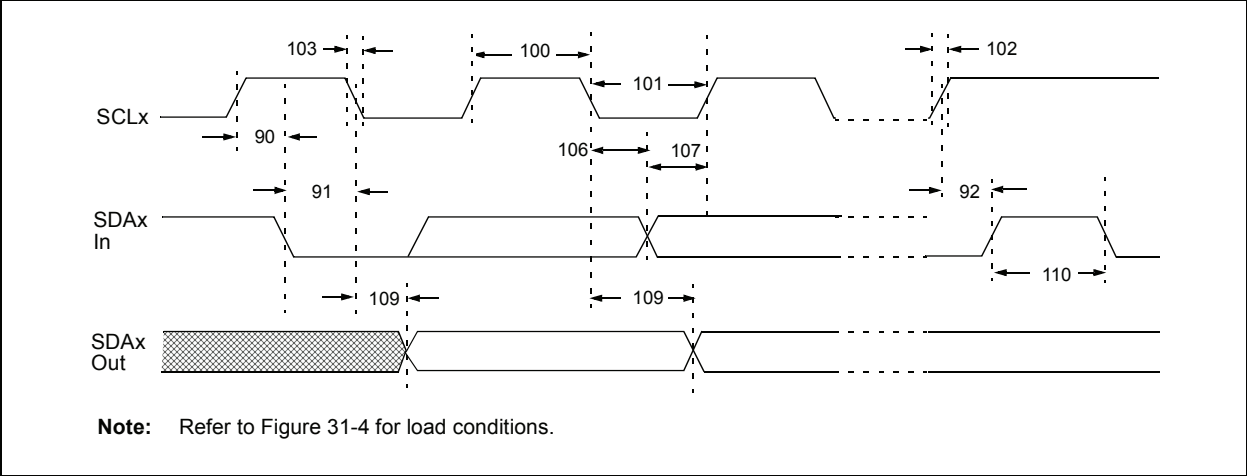 103
100
102
101
SCLx
90
106
107
91
92
SDAx
In
110
109
109
SDAx
Out
Note: Refer to Figure 31-4 for load conditions.